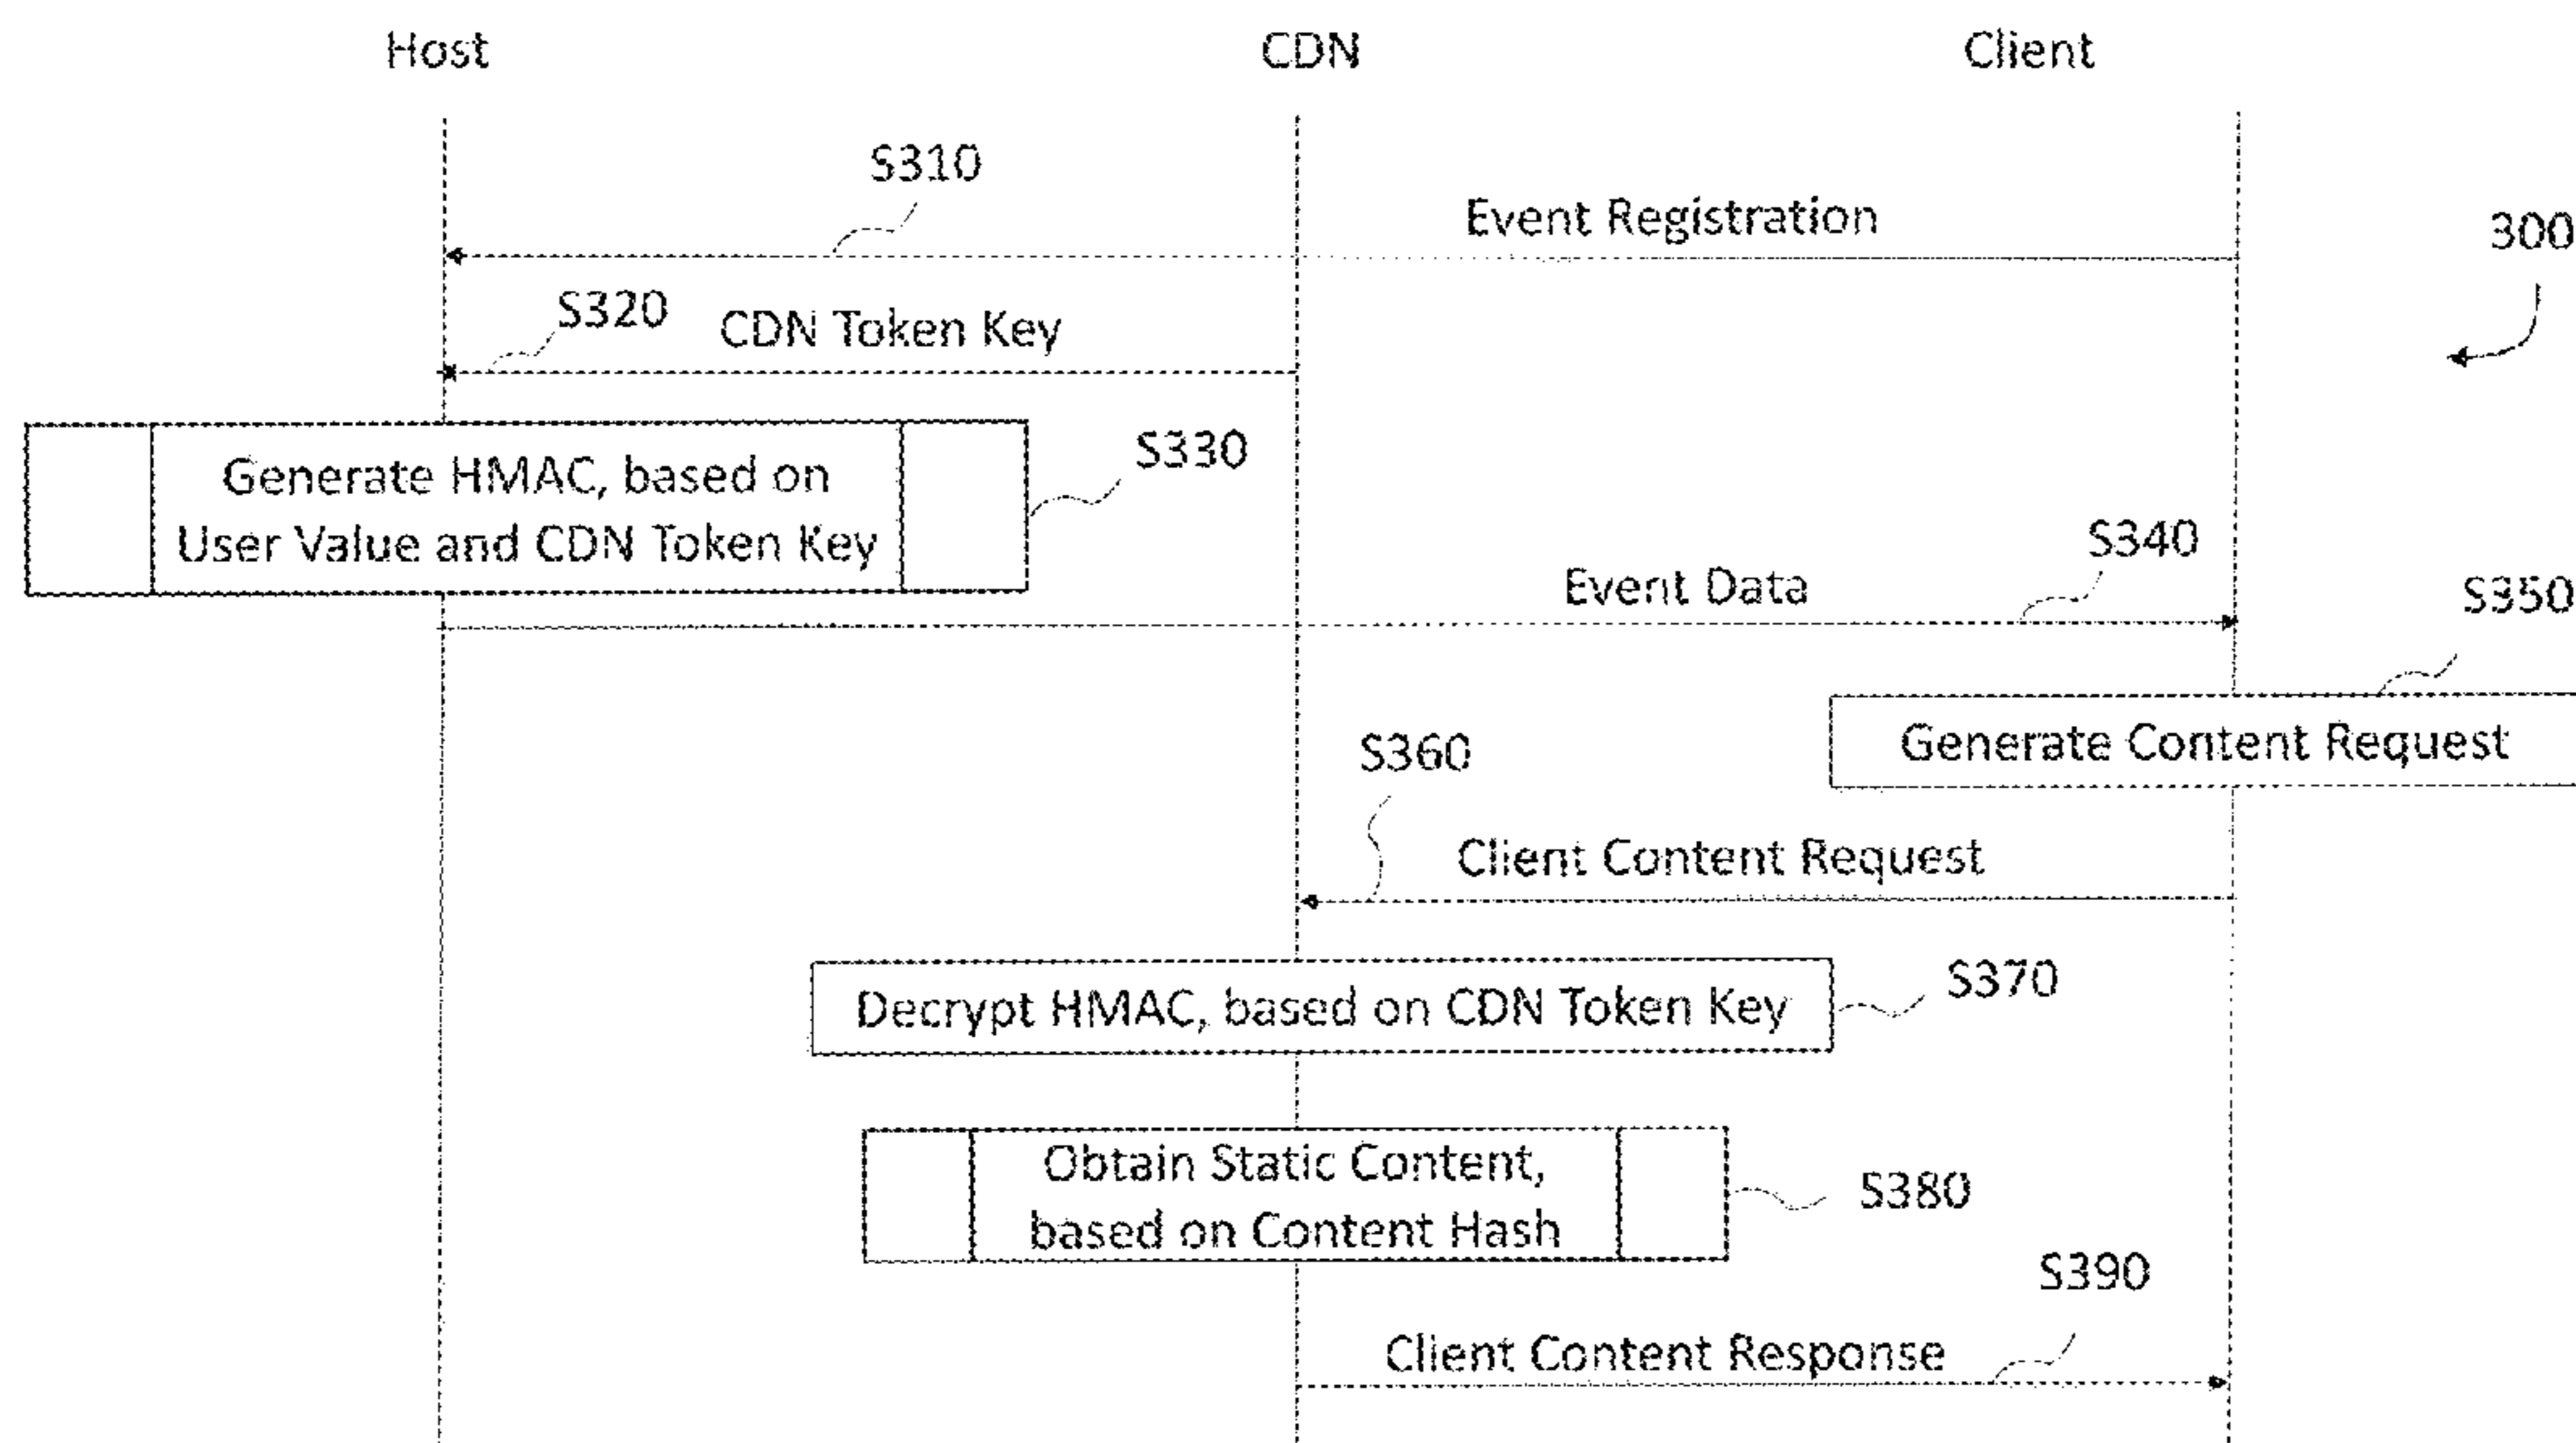 Host
CDN
Client
S310
Event Registration
300
S320
CDN Token Key
Generate HMAC, based on
User Value and CDN Token Key
S330
S340
Event Data
S350
Generate Content Request
S360
Client Content Request
Decrypt HMAC, based on CDN Token Key
S370
Obtain Static Content,
based on Content Hash
S380
S390
Client Content Response